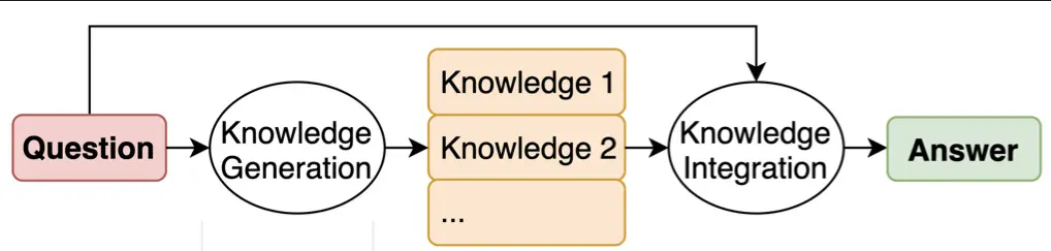 Question
Knowledge
Generation
Knowledge 1
Knowledge 2
...
Knowledge
Integration
Answer